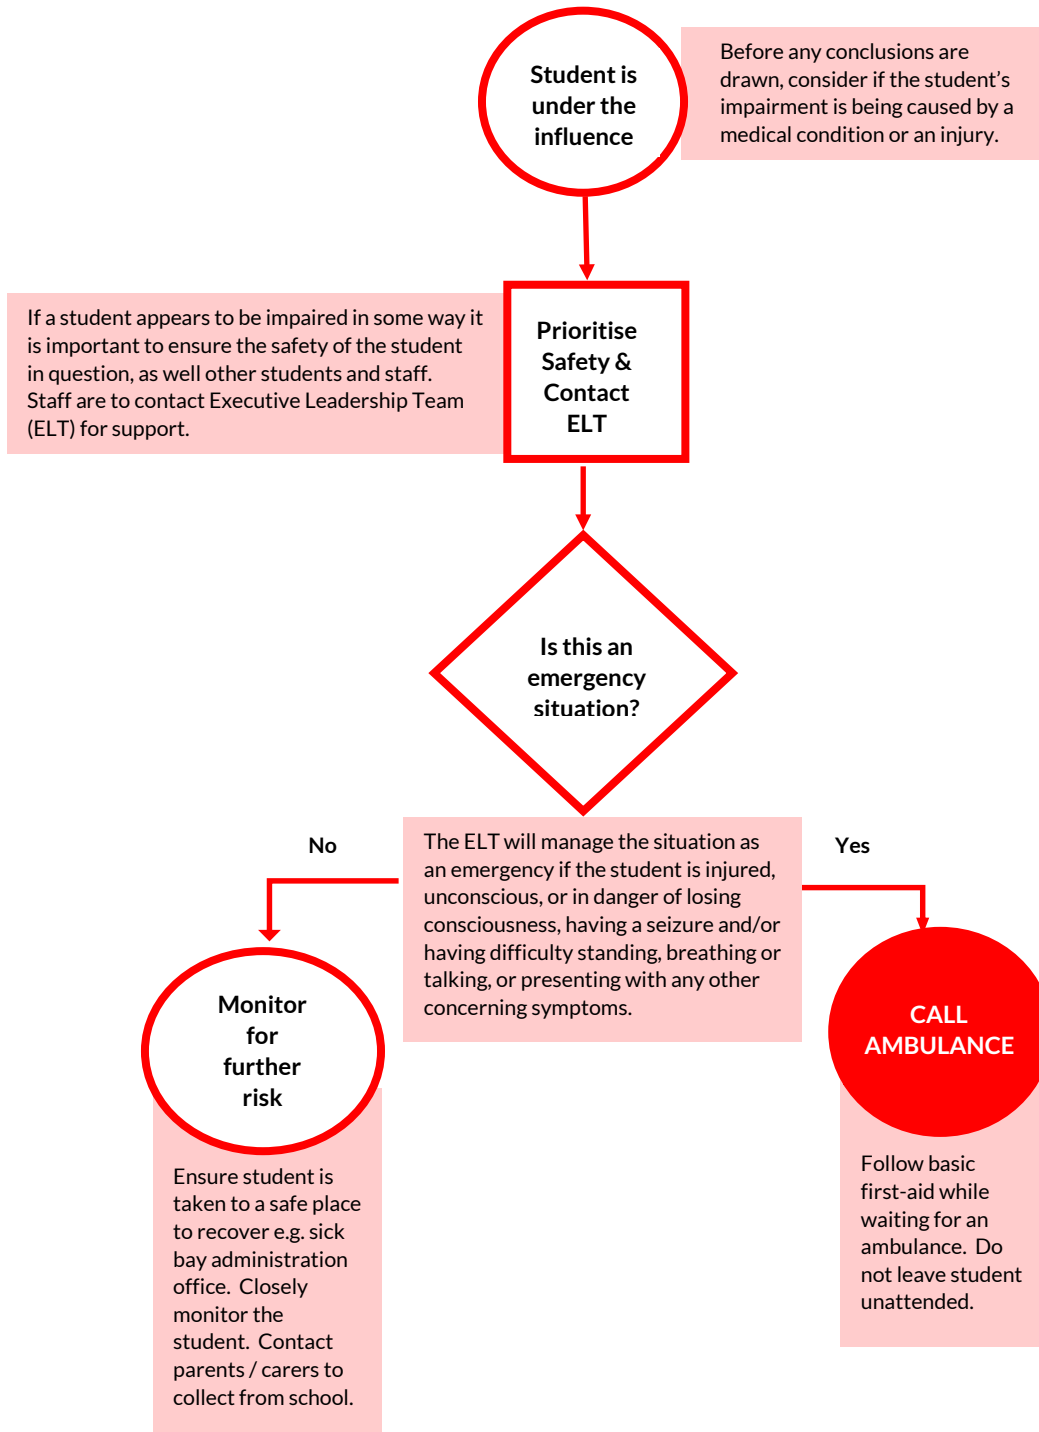 Student is
under the
influence
Before any conclusions are
drawn, consider if the student’s
impairment is being caused by a
medical condition or an injury.
If a student appears to be impaired in some way it
is important to ensure the safety of the student
in question, as well other students and staff.
Staff are to contact Executive Leadership Team
(ELT) for support.
Prioritise
Safety &
Contact
ELT
Is this an
emergency
situation?
No
The ELT will manage the situation as
an emergency if the student is injured,
unconscious, or in danger of losing
consciousness, having a seizure and/or
having difficulty standing, breathing or
talking, or presenting with any other
concerning symptoms.
Yes
Monitor
for
further
risk
Ensure student is
taken to a safe place
to recover e.g. sick
bay administration
office.  Closely
monitor the
student.  Contact
parents / carers to
collect from school.
CALL
AMBULANCE
Follow basic
first-aid while
waiting for an
ambulance.  Do
not leave student
unattended.